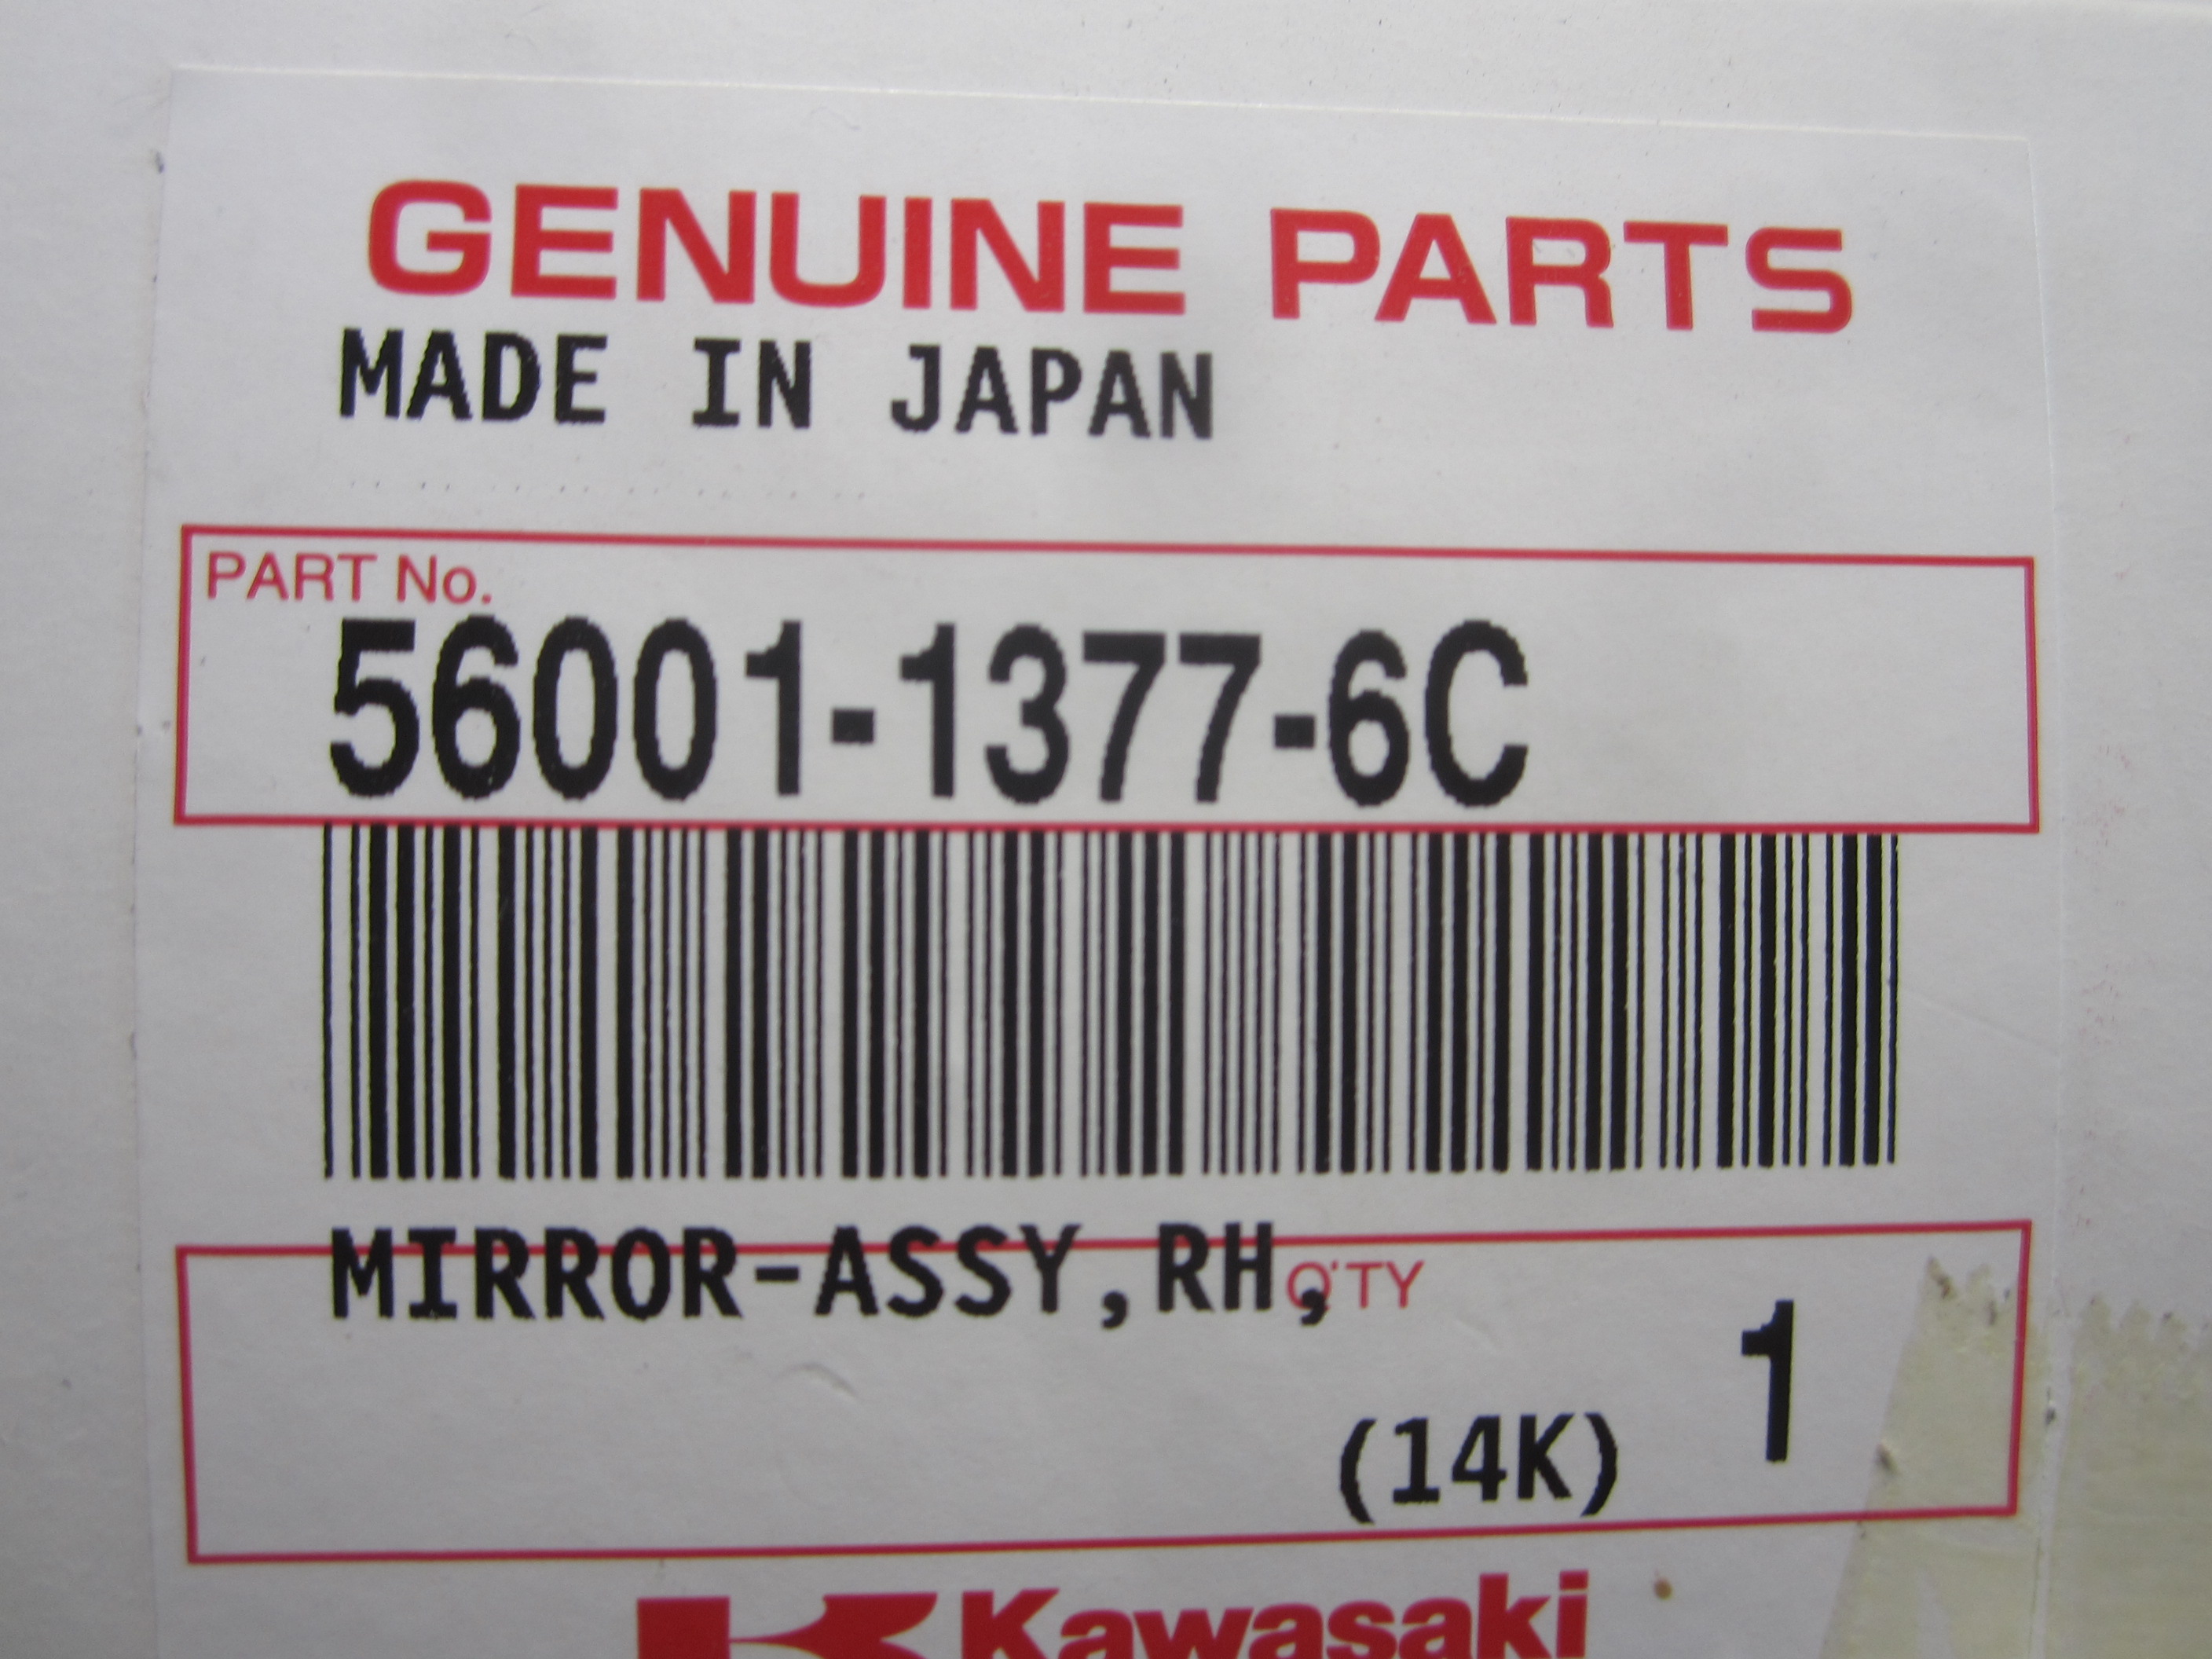 GENUINE PARTS
MADE IN JAPAN
PART No.
56001-1377-6C
MIRROR-ASSY,RH,
Q'TY
1
(14K)
Kawasaki